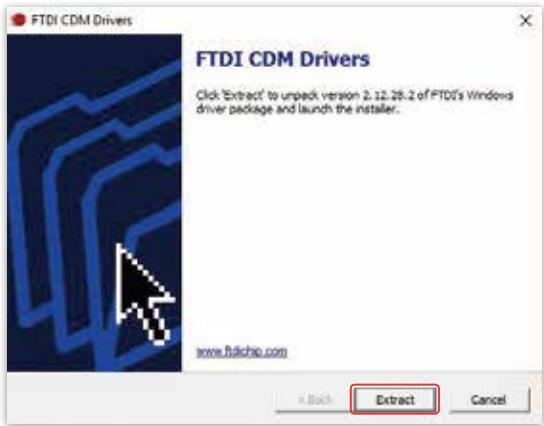 FTDI CDM Drivers
FTDI CDM Drivers
Click 'Extract' to unpack version 2.12.28.2 of FTDI's Windows
driver package and launch the installer.
www.ftdichip.com
< Back Extract Cancel